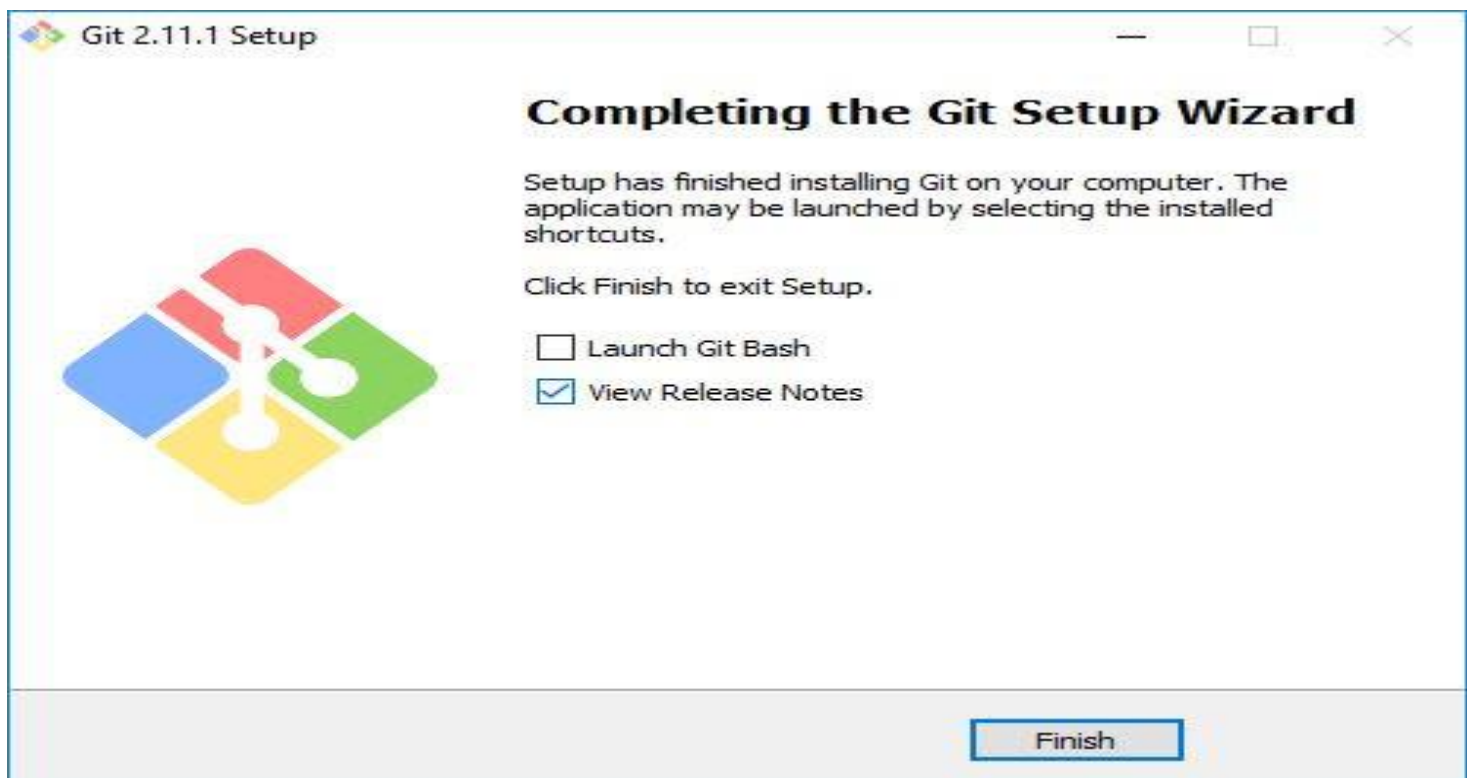 Git 2.11.1 Setup
Completing the Git Setup Wizard
Setup has finished installing Git on your computer. The
application may be launched by selecting the installed
shortcuts.
Click Finish to exit Setup.
Launch Git Bash
View Release Notes
Finish